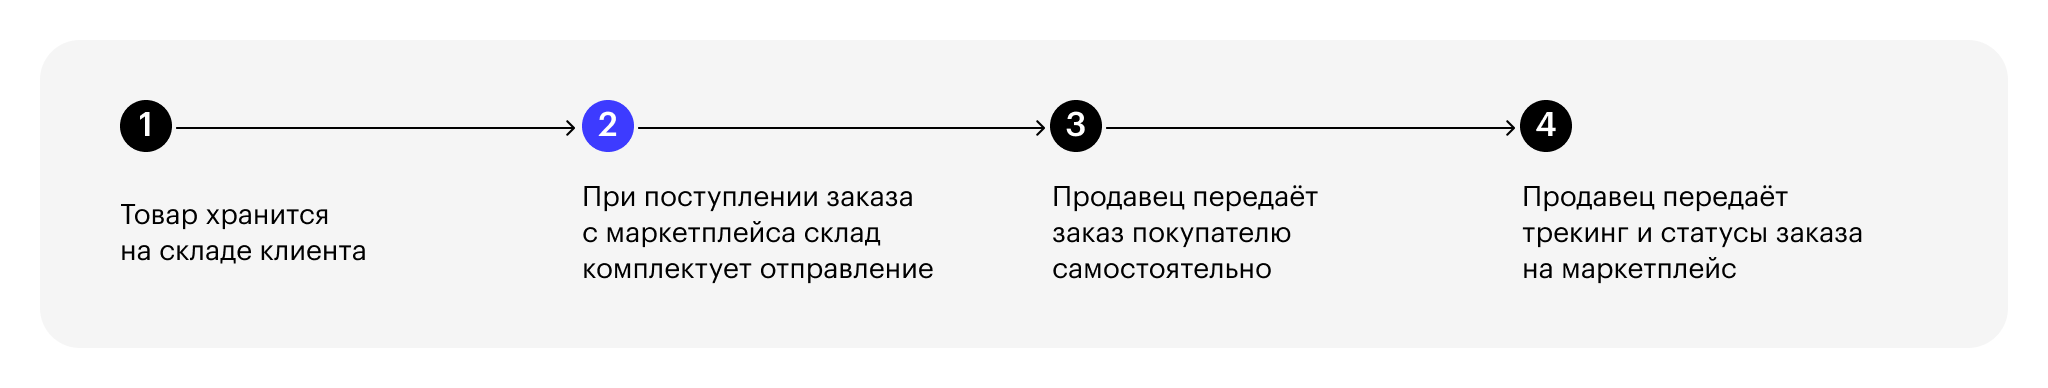 1
Товар хранится
на складе клиента
2
При поступлении заказа
с маркетплейса склад
комплектует отправление
3
Продавец передаёт
заказ покупателю
самостоятельно
4
Продавец передаёт
трекинг и статусы заказа
на маркетплейс